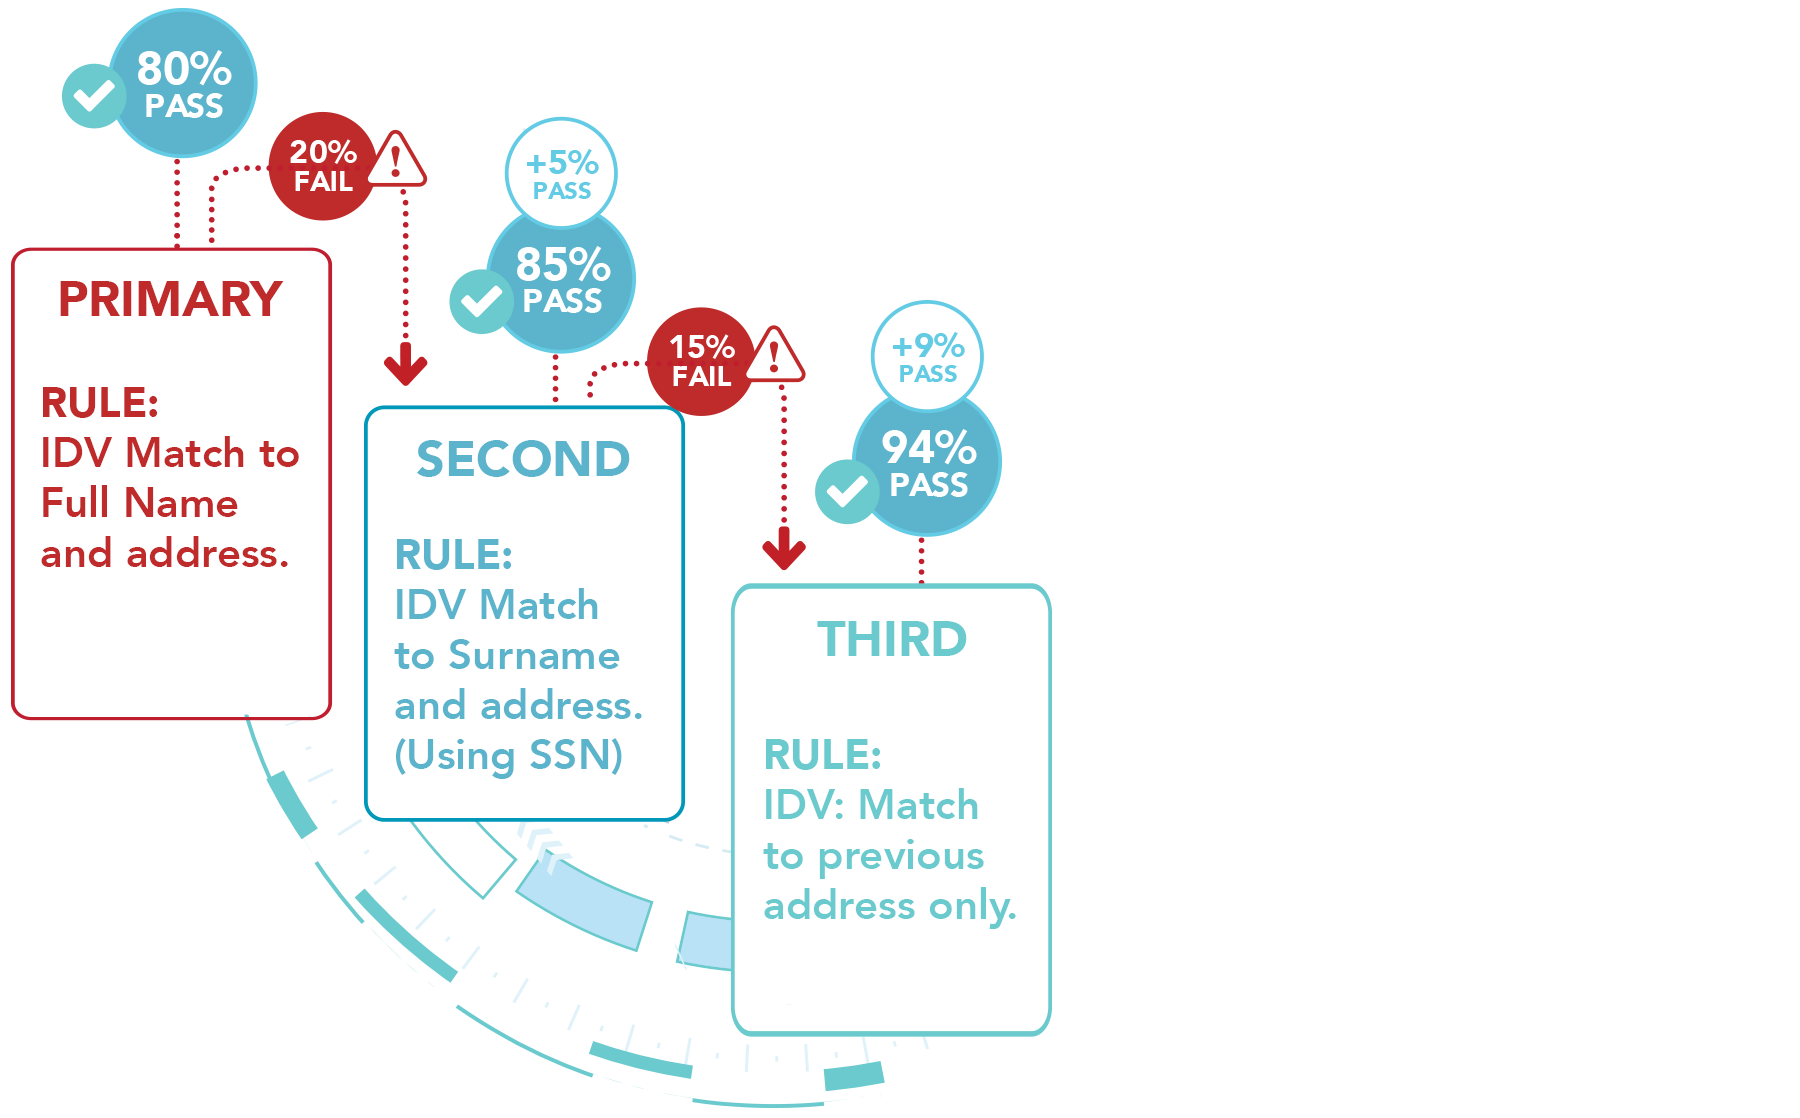 80%
PASS
20%
FAIL
PRIMARY
RULE:
IDV Match to
Full Name
and address.
+5%
PASS
85%
PASS
15%
FAIL
SECOND
RULE:
IDV Match
to Surname
and address.
(Using SSN)
+9%
PASS
94%
PASS
THIRD
RULE:
IDV: Match
to previous
address only.